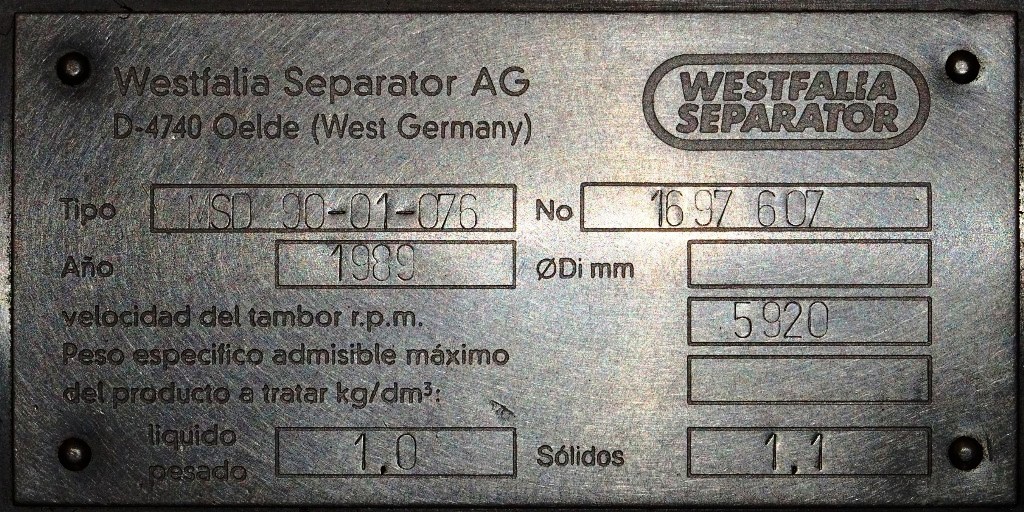 Westfalia Separator AG
D-4740 Oelde (West Germany)
WESTFALIA
SEPARATOR
Tipo MSD 90-01-076 No 1697 607
Año 1989 ØDi mm
velocidad del tambor r.p.m. 5920
Peso especifico admisible máximo
del producto a tratar kg/dm³:
liquido
pesado 1,0 Sólidos 1,1